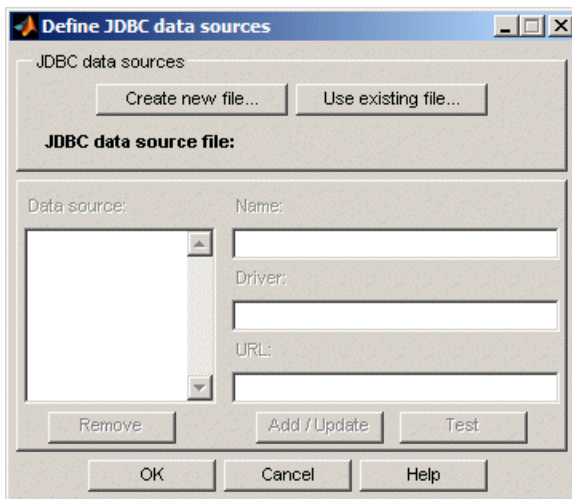 Define JDBC data sources
JDBC data sources
Create new file... Use existing file...
JDBC data source file:
Data source: Name:
Driver:
URL:
Remove Add / Update Test
OK Cancel Help